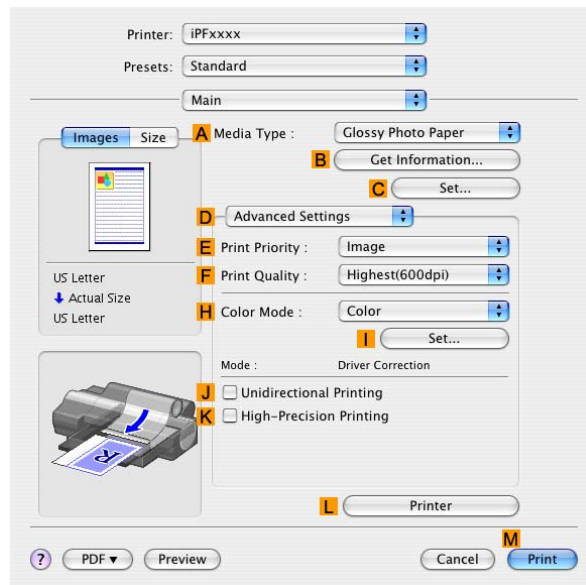 Printer: iPFxxxx
Presets: Standard
Main
Images Size
A Media Type : Glossy Photo Paper
B Get Information...
C Set...
D Advanced Settings
E Print Priority : Image
F Print Quality : Highest(600dpi)
H Color Mode : Color
I Set...
Mode : Driver Correction
J Unidirectional Printing
K High-Precision Printing
US Letter
Actual Size
US Letter
R
L Printer
M
? PDF Preview Cancel Print